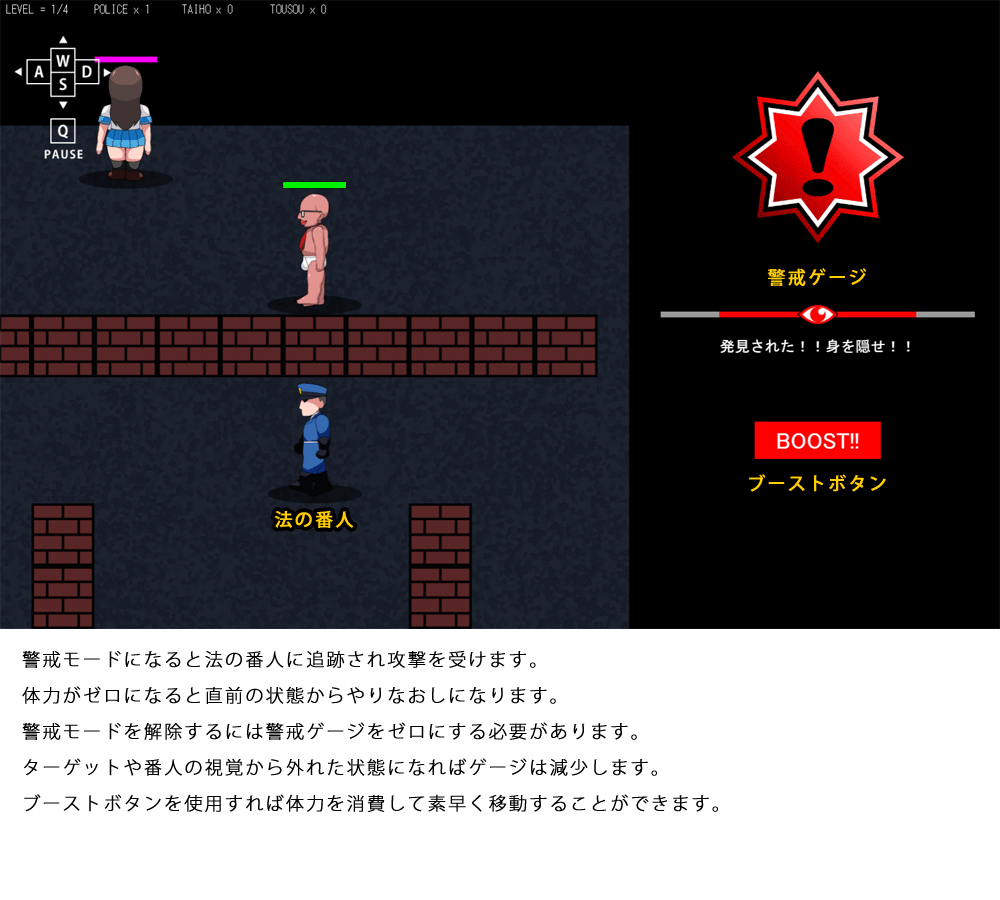 LEVEL = 1/4 POLICE x 1 TAIHO x 0 TOUSOU x 0
W
A D
S
Q
PAUSE
警戒ゲージ
発見された！！身を隠せ！！
BOOST!!
ブーストボタン
法の番人
警戒モードになると法の番人に追跡され攻撃を受けます。
体力がゼロになると直前の状態からやりなおしになります。
警戒モードを解除するには警戒ゲージをゼロにする必要があります。
ターゲットや番人の視覚から外れた状態になればゲージは減少します。
ブーストボタンを使用すれば体力を消費して素早く移動することができます。